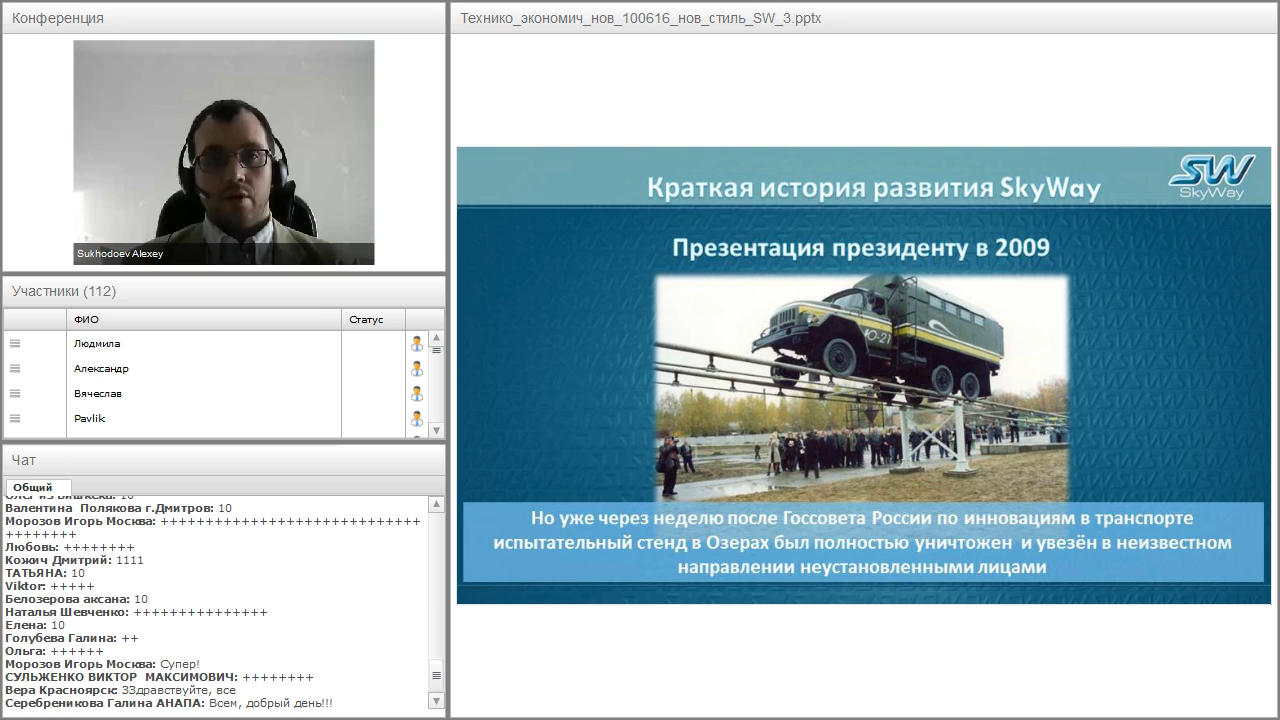 Конференция
Sukhodoev Alexey
Участники (112)
ФИО
Статус
Людмила
Александр
Вячеслав
Pavlik
Чат
Общий
Валентина Полякова г.Дмитров: 10
Морозов Игорь Москва: +++++++++++++++++++++++++++++
++++++++
Любовь: ++++++++
Кожич Дмитрий: 1111
ТАТЬЯНА: 10
Viktor: +++++
Белозерова аксана: 10
Наталья Шевченко: +++++++++++++++
Елена: 10
Голубева Галина: ++
Ольга: ++++++
Морозов Игорь Москва: Супер!
СУЛЬЖЕНКО ВИКТОР МАКСИМОВИЧ: ++++++++
Вера Красноярск: ЗЗдравствуйте, все
Серебреникова Галина АНАПА: Всем, добрый день!!!
Технико_экономич_нов_100616_нов_стиль_SW_3.pptx
SW
SkyWay
Краткая история развития SkyWay
Презентация президенту в 2009
Ю-21
Но уже через неделю после Госсовета России по инновациям в транспорте
испытательный стенд в Озерах был полностью уничтожен и увезён в неизвестном
направлении неустановленными лицами